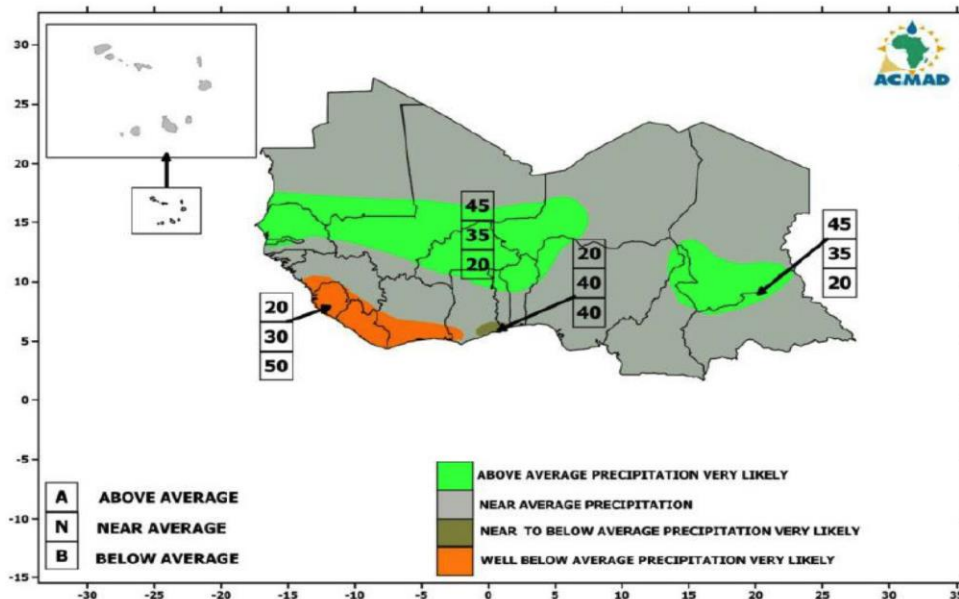 ACMAD
30
25
20
15
10
5
0
-5
-10
-15
45
35
20
20
40
40
45
35
20
20
30
50
A ABOVE AVERAGE
N NEAR AVERAGE
B BELOW AVERAGE
ABOVE AVERAGE PRECIPITATION VERY LIKELY
NEAR AVERAGE PRECIPITATION
NEAR TO BELOW AVERAGE PRECIPITATION VERY LIKELY
WELL BELOW AVERAGE PRECIPITATION VERY LIKELY
-30 -25 -20 -15 -10 -5 0 5 10 15 20 25 30 35